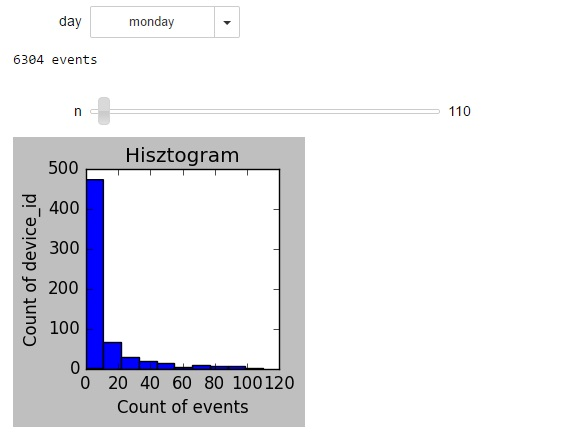 day monday
6304 events
n 110
Hisztogram
500
400
300
200
100
0
Count of device_id
0 20 40 60 80 100 120
Count of events